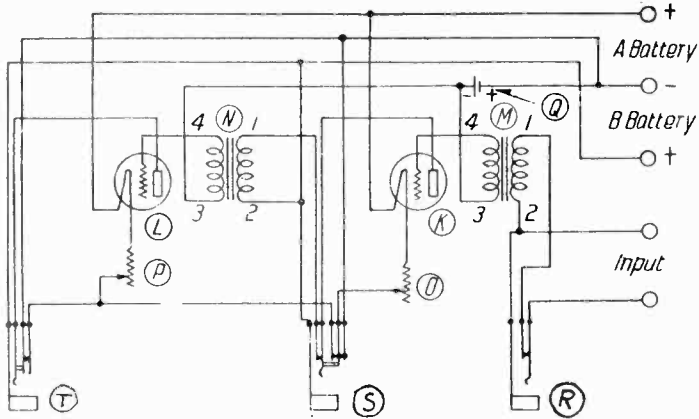 +
A Battery
-
B Battery
+
Input
4 N 1
3 2
L
P
4 M 1
3 2
K
O
- +
Q
T
S
R